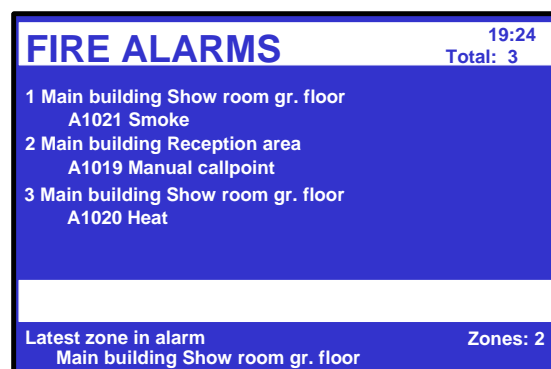 FIRE ALARMS
19:24
Total: 3
1 Main building Show room gr. floor
A1021 Smoke
2 Main building Reception area
A1019 Manual callpoint
3 Main building Show room gr. floor
A1020 Heat
Latest zone in alarm
Zones: 2
Main building Show room gr. floor